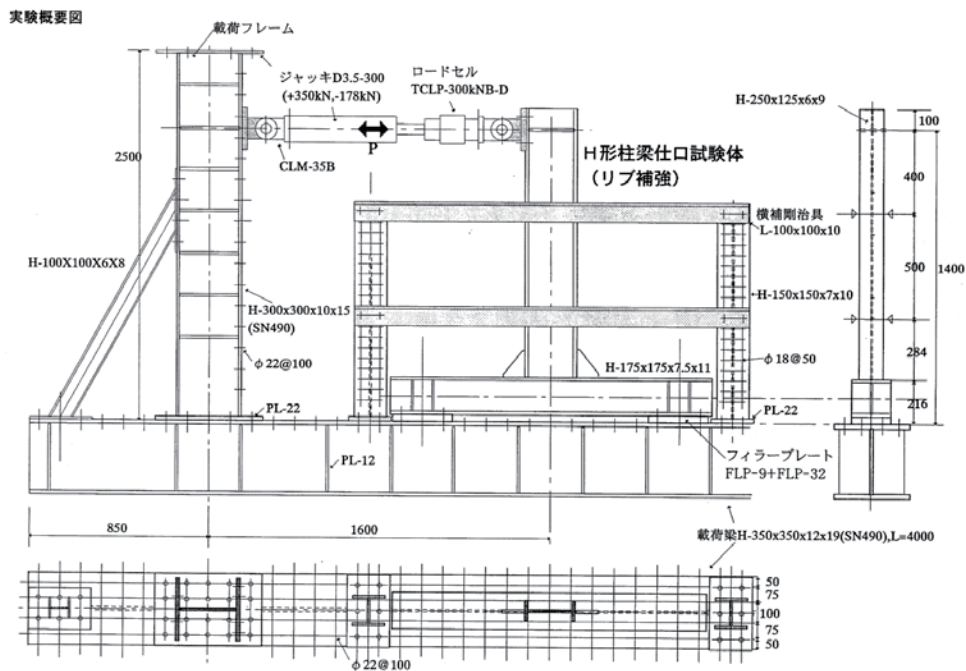 実験概要図
載荷フレーム
ジャッキD3.5-300
(+350kN,-178kN)
ロードセル
TCLP-300kNB-D
H-250x125x6x9
100
2500
P
CLM-35B
H形柱梁仕口試験体
（リブ補強）
400
横補剛治具
L-100x100x10
H-100X100X6X8
500
1400
H-300x300x10x15
(SN490)
H-150x150x7x10
φ22@100
φ18@50
284
H-175x175x7.5x11
216
PL-22
PL-22
PL-12
フィラープレート
FLP-9+FLP-32
850
1600
載荷梁H-350x350x12x19(SN490),L=4000
50
75
100
75
50
φ22@100